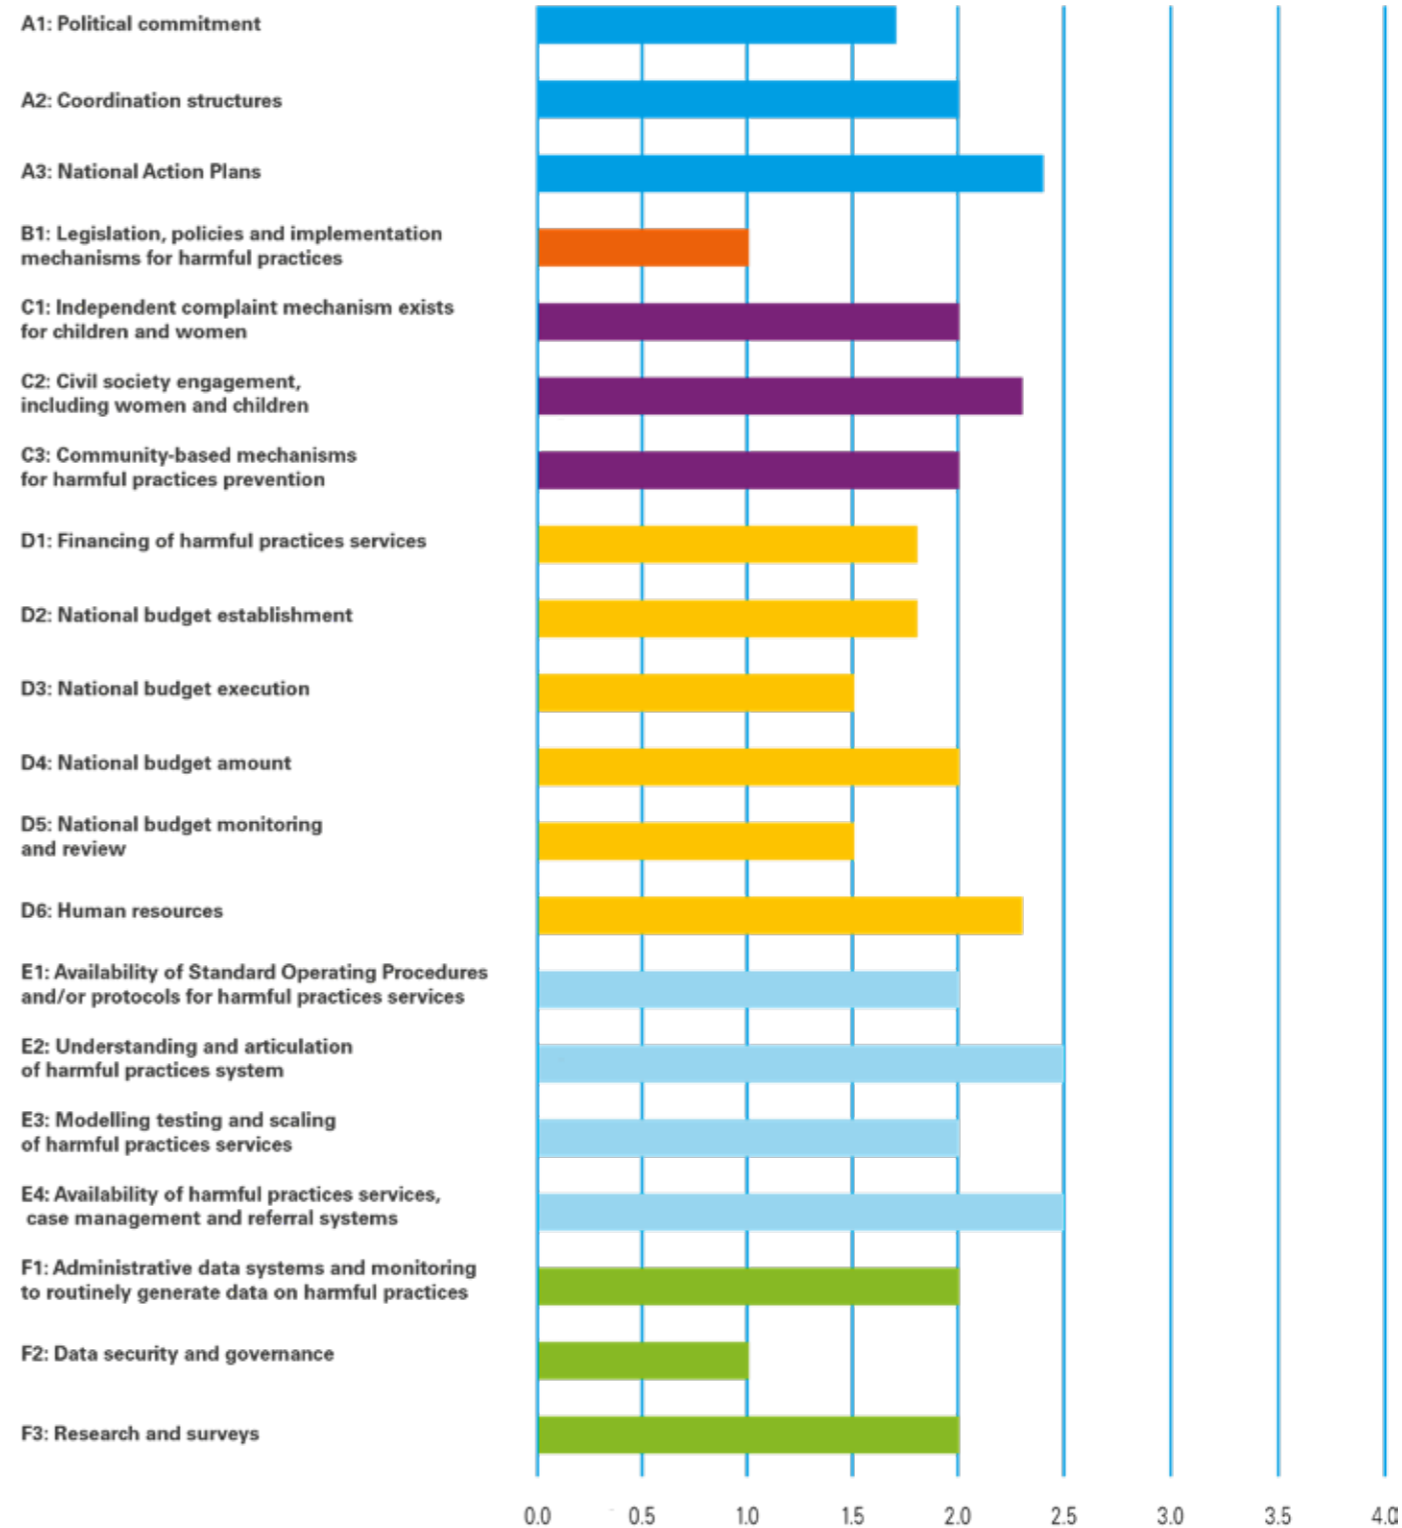 A1: Political commitment
A2: Coordination structures
A3: National Action Plans
B1: Legislation, policies and implementation
mechanisms for harmful practices
C1: Independent complaint mechanism exists
for children and women
C2: Civil society engagement,
including women and children
C3: Community-based mechanisms
for harmful practices prevention
D1: Financing of harmful practices services
D2: National budget establishment
D3: National budget execution
D4: National budget amount
D5: National budget monitoring
and review
D6: Human resources
E1: Availability of Standard Operating Procedures
and/or protocols for harmful practices services
E2: Understanding and articulation
of harmful practices system
E3: Modelling testing and scaling
of harmful practices services
E4: Availability of harmful practices services,
case management and referral systems
F1: Administrative data systems and monitoring
to routinely generate data on harmful practices
F2: Data security and governance
F3: Research and surveys
0.0 0.5 1.0 1.5 2.0 2.5 3.0 3.5 4.0